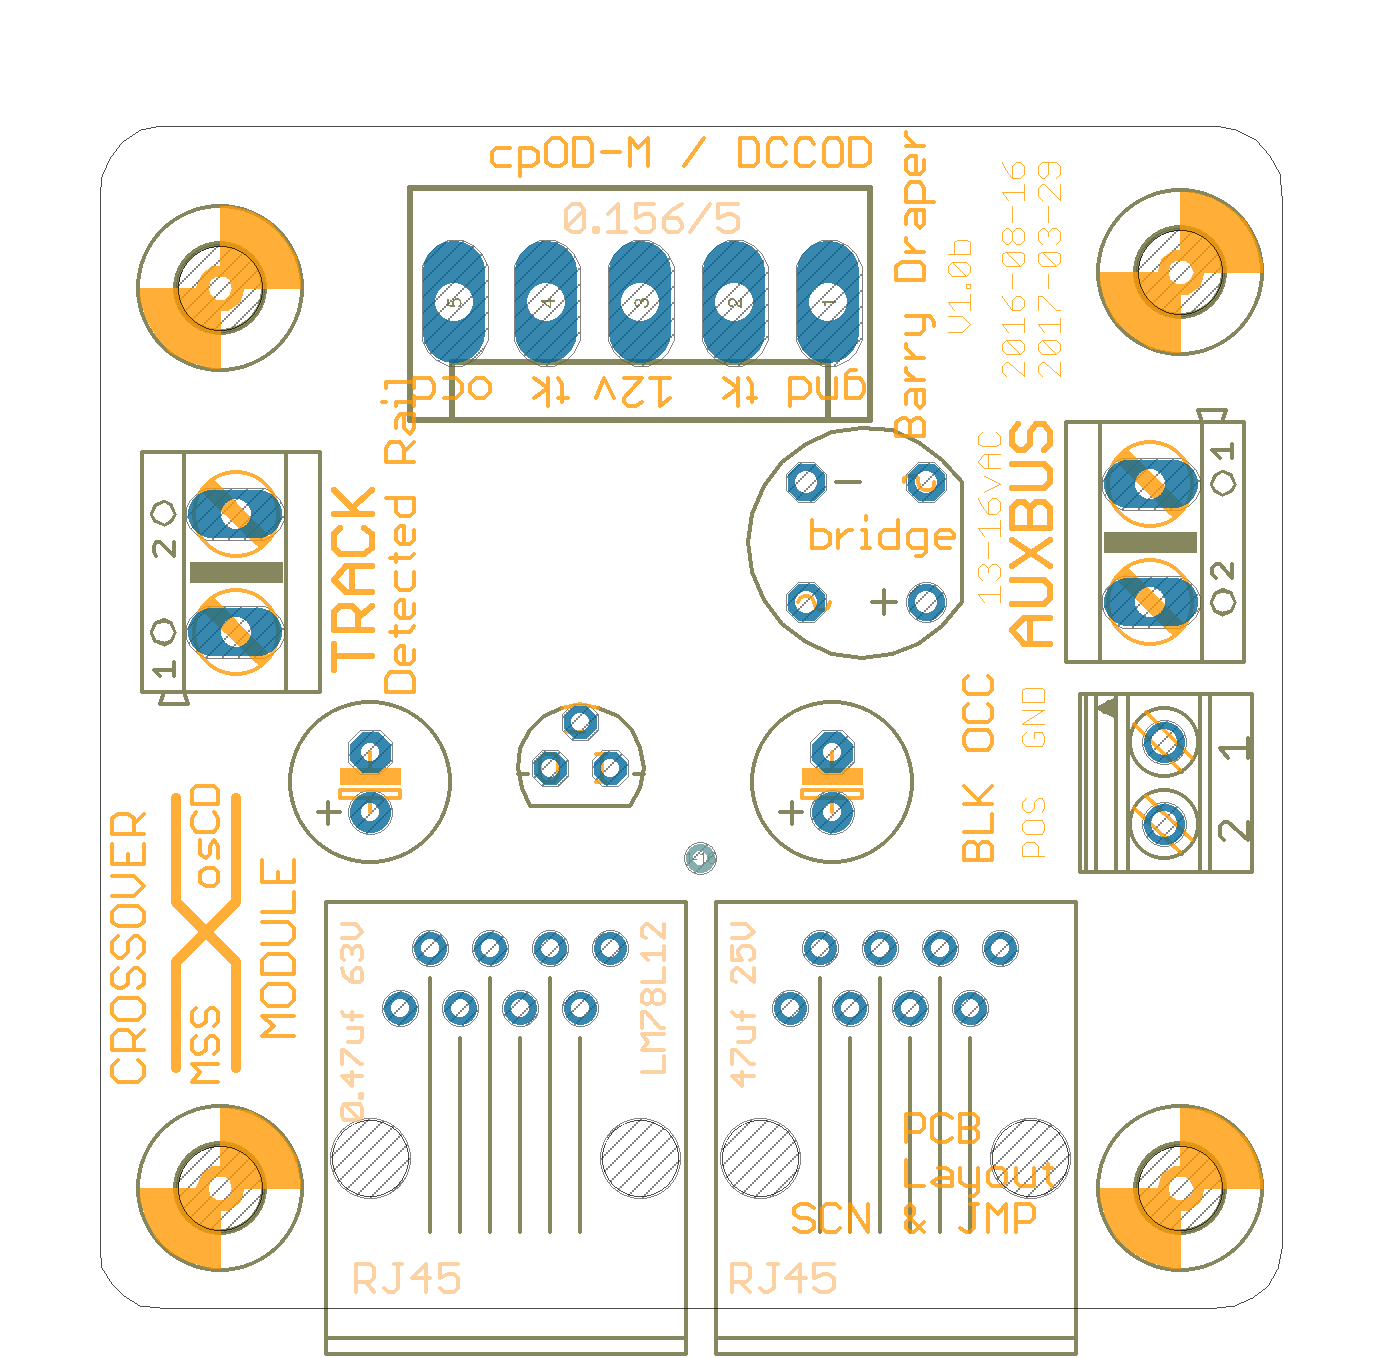 cpOD-M / DCCOD
0.156/5
5 4 3 2 1
occ tk 12v tk gnd
Barry Draper
V1.0b
2016-08-16
2017-03-29
2
1
TRACK
Detected Rail
-
bridge
+
13-16vAC
AUXBUS
1
2
+
-
-
+
BLK OCC
POS GND
1
2
CROSSOVER
MSS
osCD
MODULE
0.47uf 63V
LM78L12
RJ45
47uf 25V
PCB
Layout
SCN & JMP
RJ45